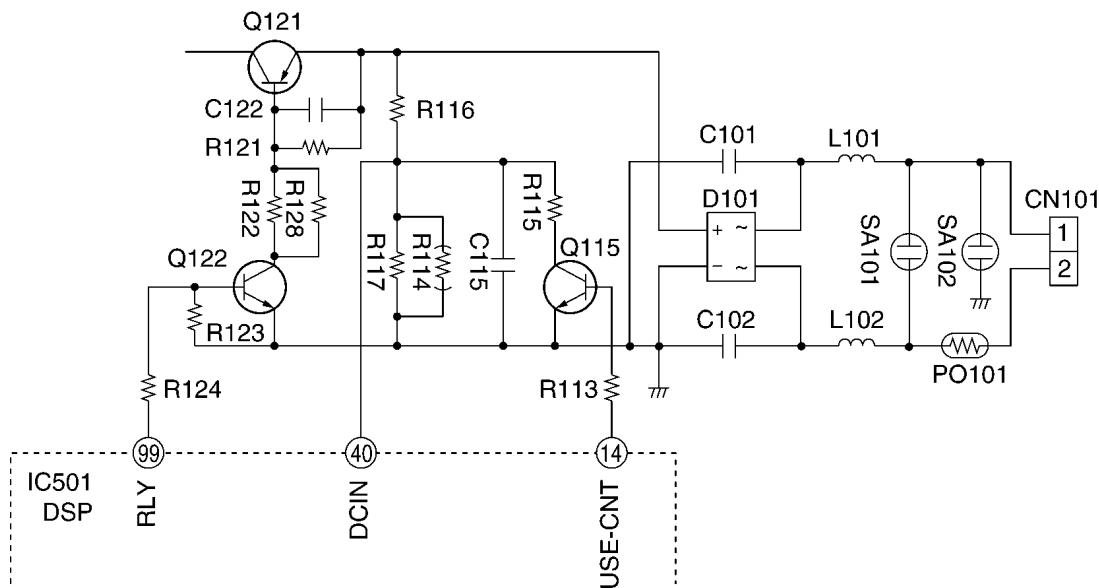 Q121
C122
R121
R116
R122
R128
Q122
R123
R124
R117
R114
C115
R115
Q115
R113
C101
D101
+
~
−
~
C102
L101
L102
SA101
SA102
CN101
1
2
PO101
99
40
14
IC501
DSP
RLY
DCIN
USE-CNT